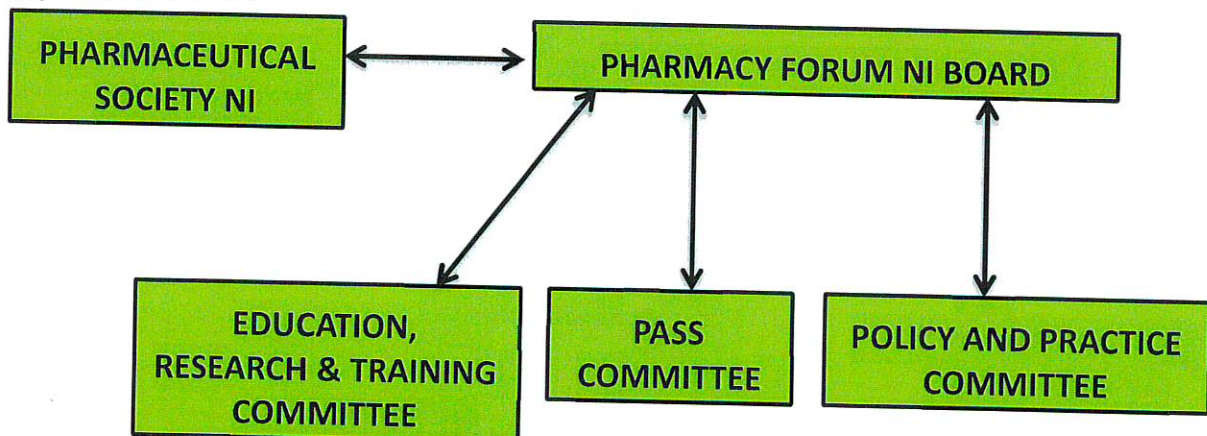 PHARMACEUTICAL
SOCIETY NI
PHARMACY FORUM NI BOARD
EDUCATION,
RESEARCH & TRAINING
COMMITTEE
PASS
COMMITTEE
POLICY AND PRACTICE
COMMITTEE